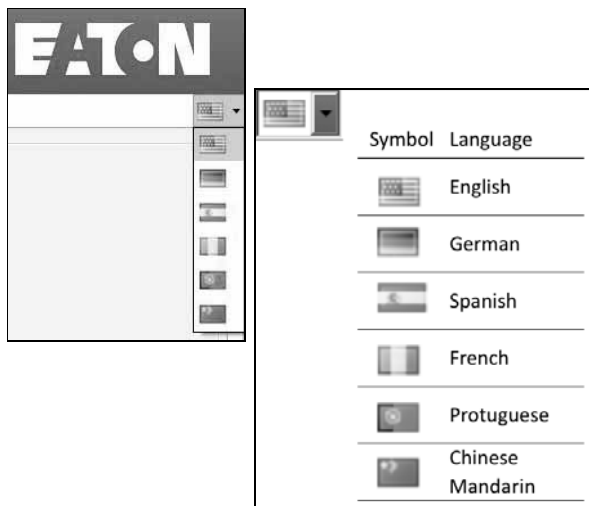 EATON
Symbol Language
English
German
Spanish
French
Protuguese
Chinese
Mandarin